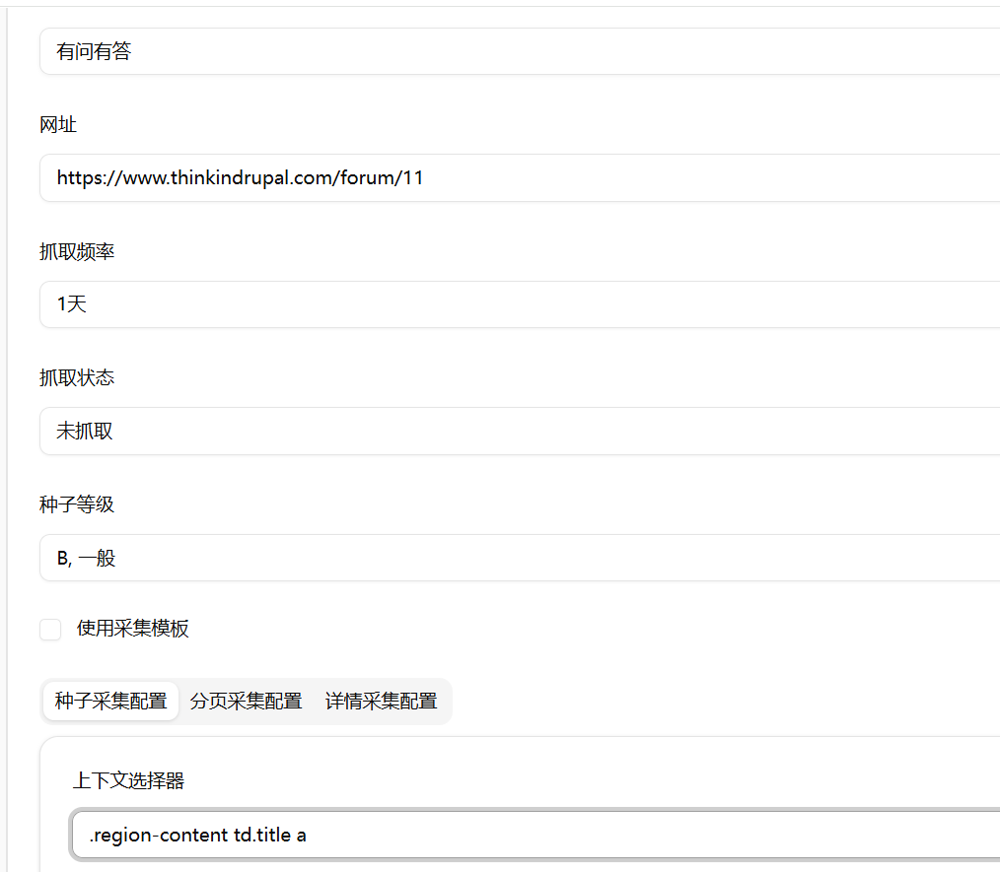 有问有答
网址
https://www.thinkindrupal.com/forum/11
抓取频率
1天
抓取状态
未抓取
种子等级
B, 一般
使用采集模板
种子采集配置 分页采集配置 详情采集配置
上下文选择器
.region-content td.title a